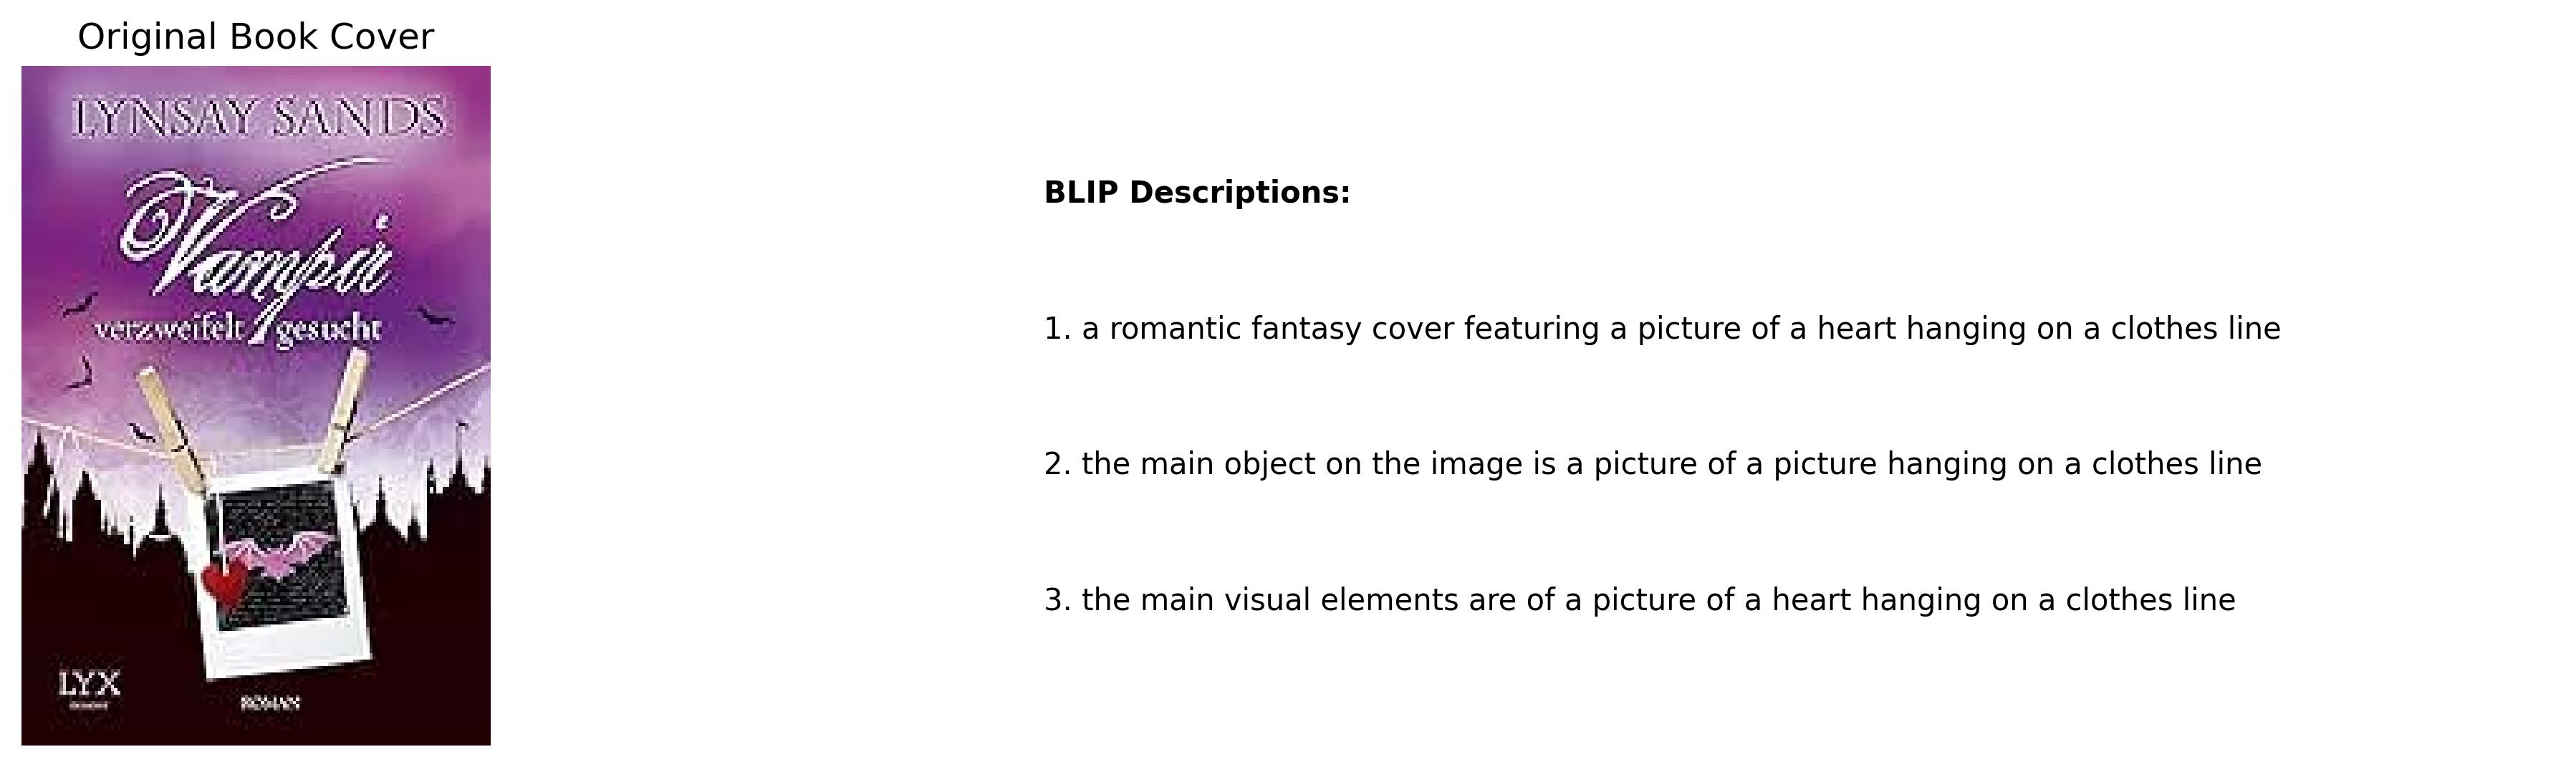 Original Book Cover
LYNSAY SANDS
Vampir
verzweifelt gesucht
LYX
ROMAN
BLIP Descriptions:
1. a romantic fantasy cover featuring a picture of a heart hanging on a clothes line
2. the main object on the image is a picture of a picture hanging on a clothes line
3. the main visual elements are of a picture of a heart hanging on a clothes line